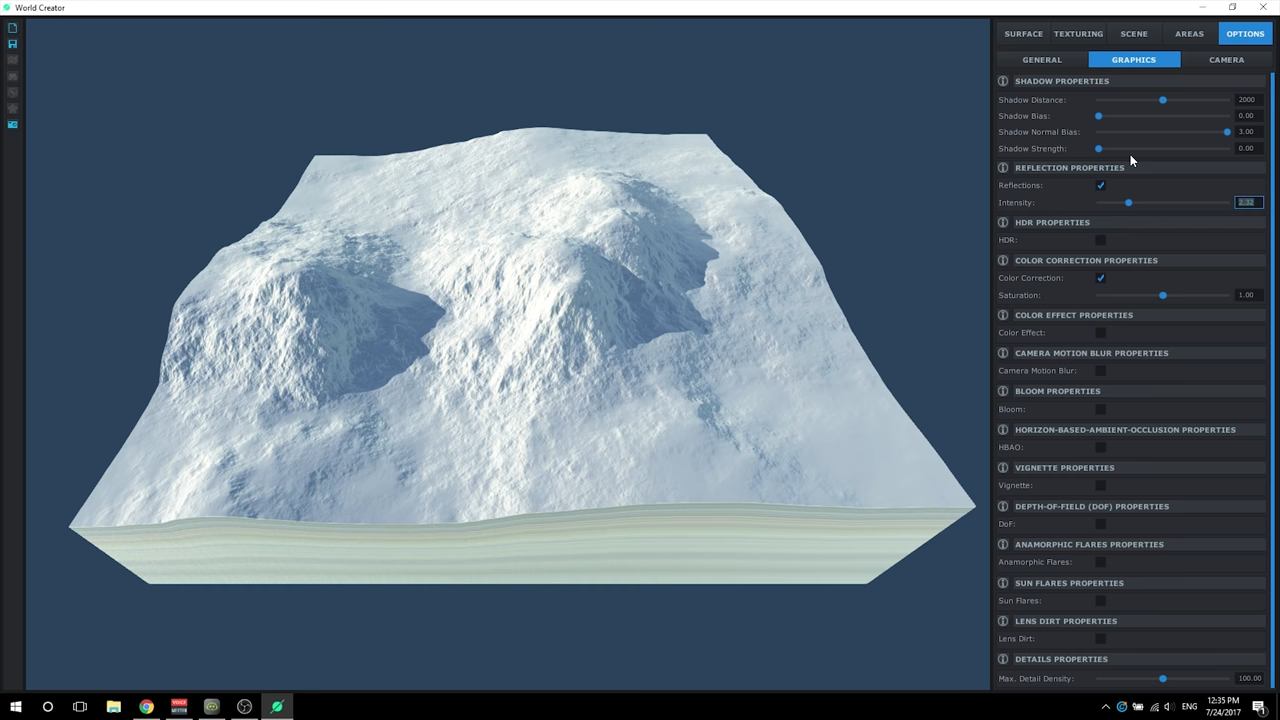 World Creator
SURFACE TEXTURING SCENE AREAS OPTIONS
GENERAL GRAPHICS CAMERA
SHADOW PROPERTIES
Shadow Distance: 2000
Shadow Bias: 0.00
Shadow Normal Bias: 3.00
Shadow Strength: 0.00
REFLECTION PROPERTIES
Reflections:
Intensity: 2.32
HDR PROPERTIES
HDR:
COLOR CORRECTION PROPERTIES
Color Correction:
Saturation: 1.00
COLOR EFFECT PROPERTIES
Color Effect:
CAMERA MOTION BLUR PROPERTIES
Camera Motion Blur:
BLOOM PROPERTIES
Bloom:
HORIZON-BASED-AMBIENT-OCCLUSION PROPERTIES
HBAO:
VIGNETTE PROPERTIES
Vignette:
DEPTH-OF-FIELD (DOF) PROPERTIES
DoF:
ANAMORPHIC FLARES PROPERTIES
Anamorphic Flares:
SUN FLARES PROPERTIES
Sun Flares:
LENS DIRT PROPERTIES
Lens Dirt:
DETAILS PROPERTIES
Max. Detail Density: 100.00
ENG
12:35 PM
7/24/2017